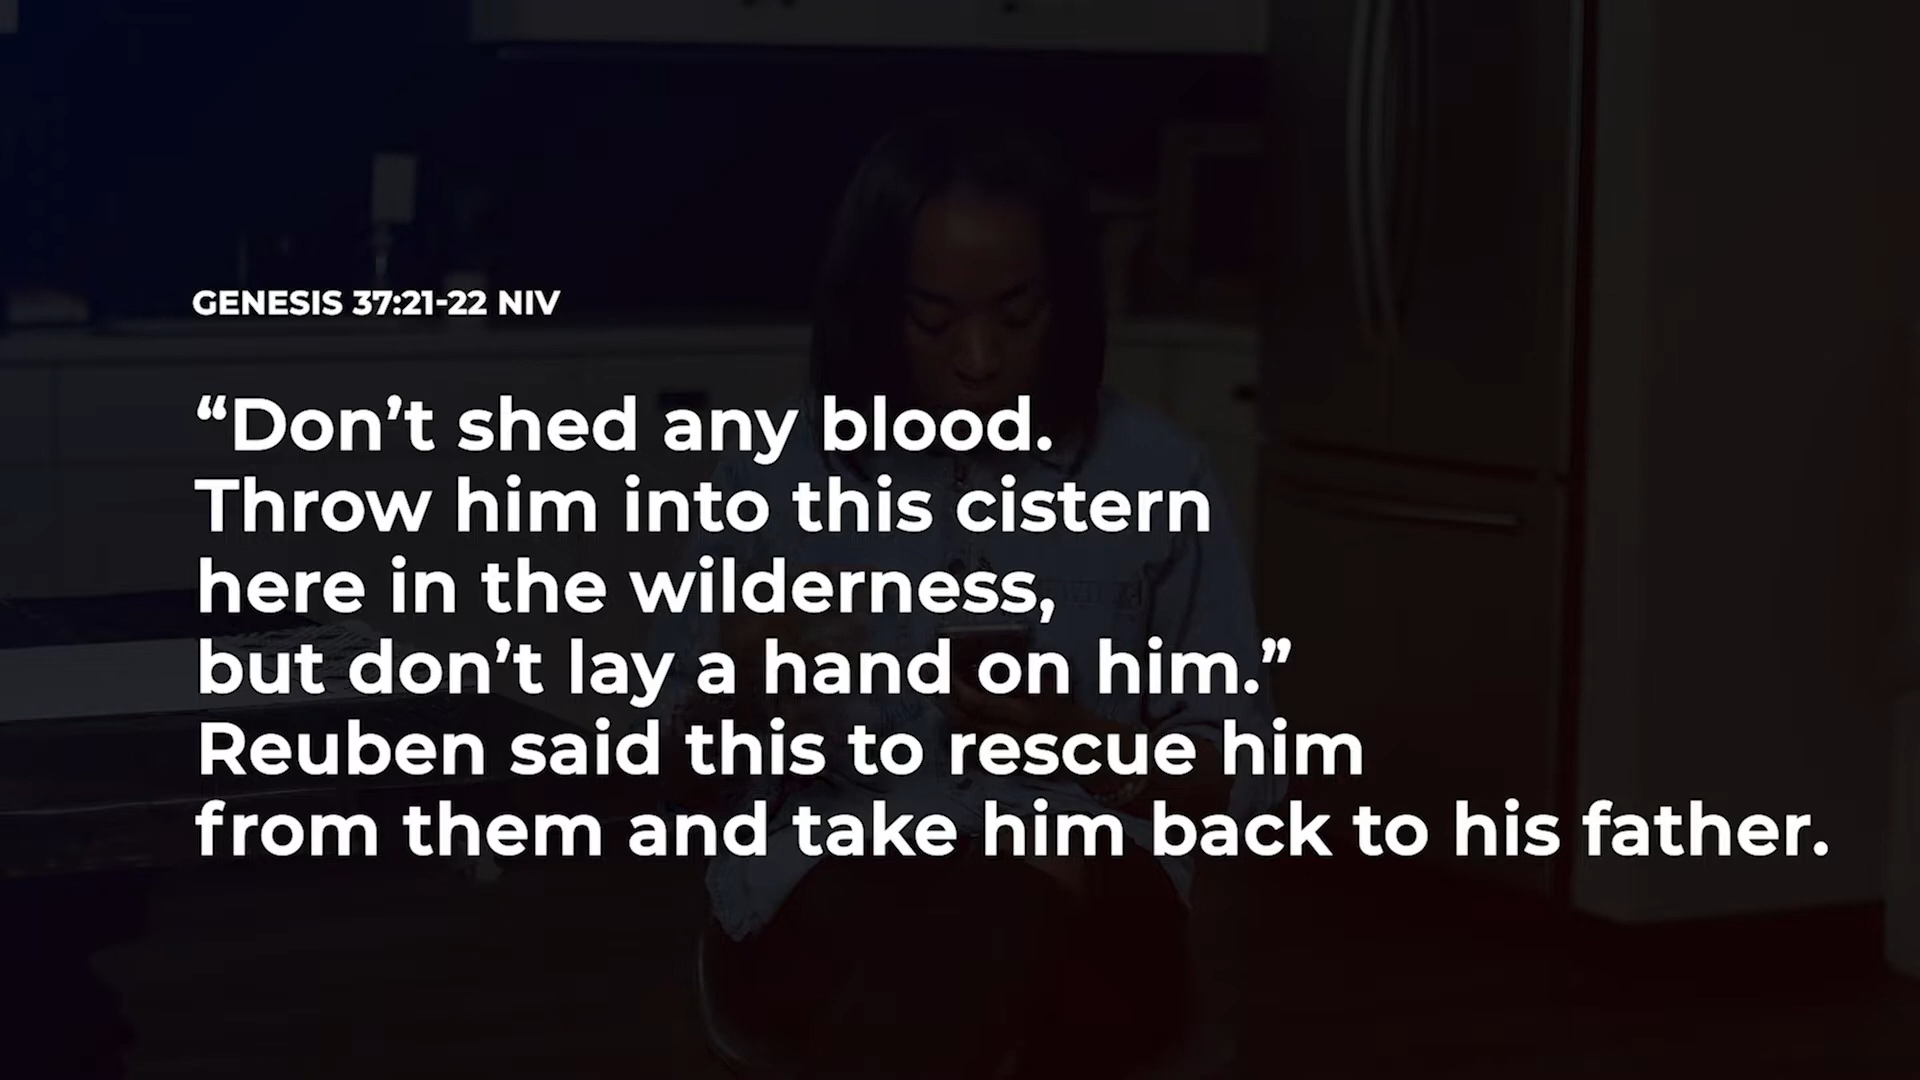 GENESIS 37:21-22 NIV
“Don’t shed any blood.
Throw him into this cistern
here in the wilderness,
but don’t lay a hand on him.”
Reuben said this to rescue him
from them and take him back to his father.